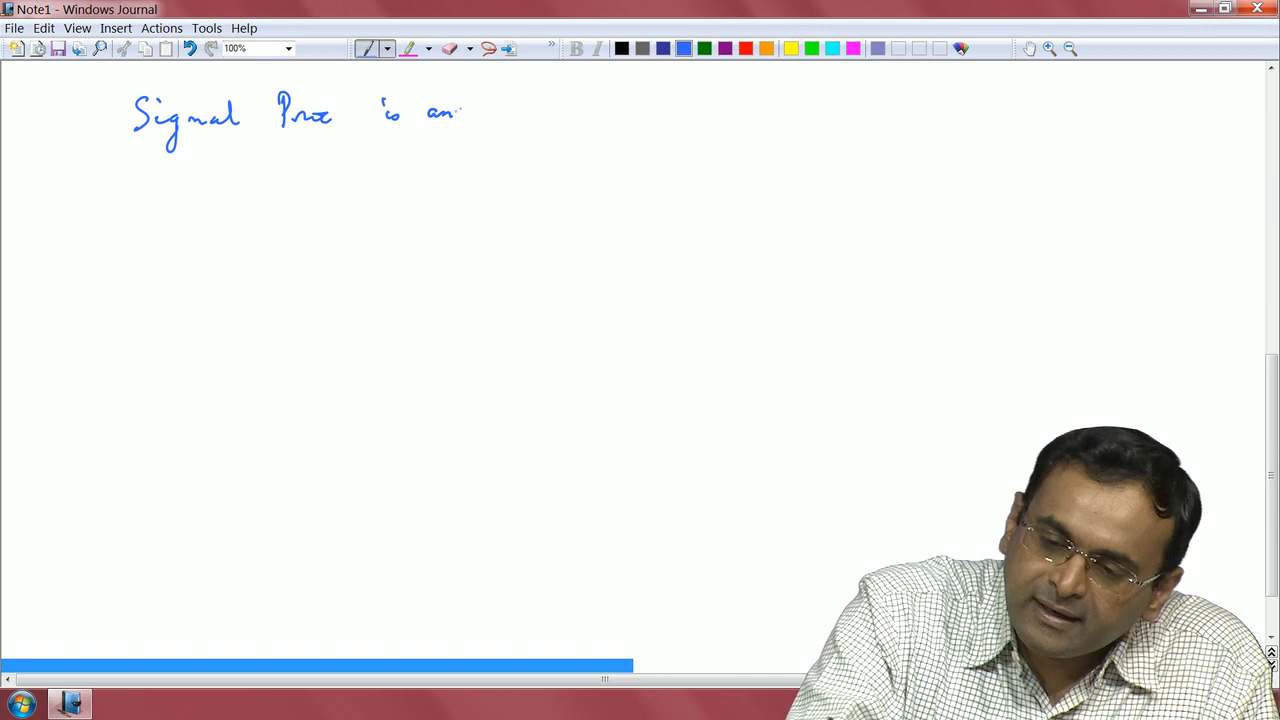 Note1 - Windows Journal
File Edit View Insert Actions Tools Help
100%
Signal Proc is an